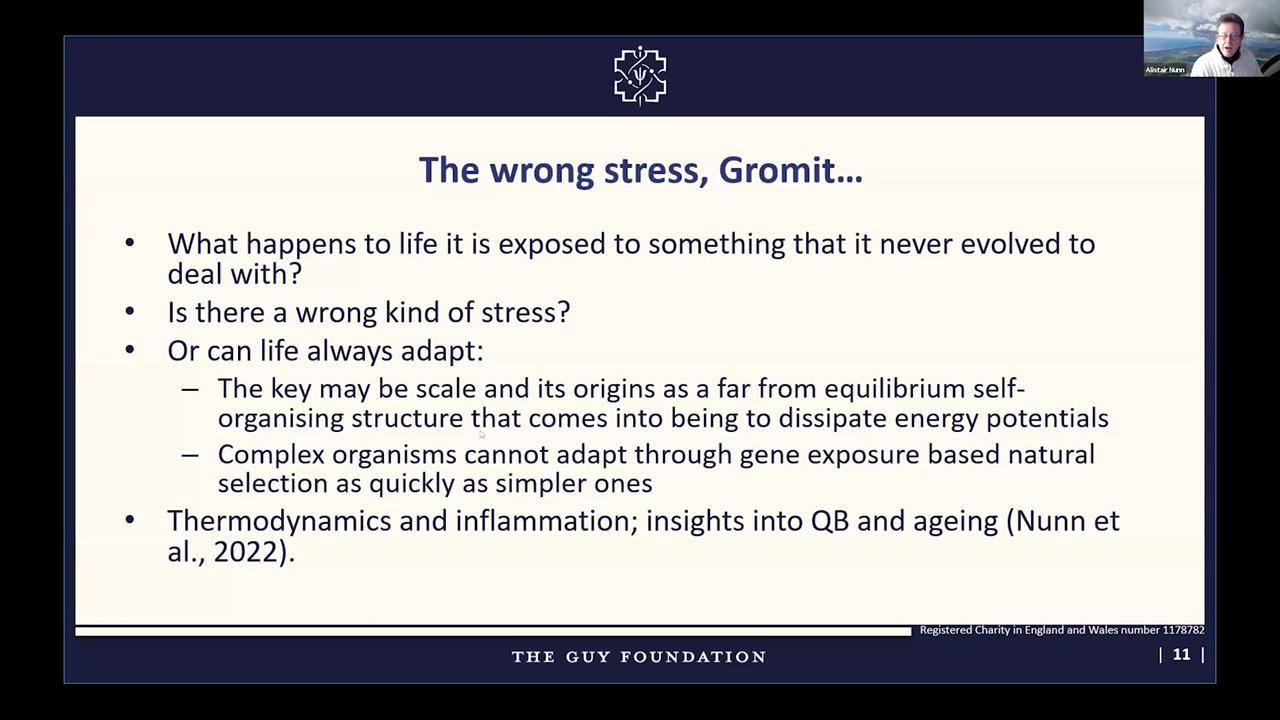 Alistair Nunn
The wrong stress, Gromit...
• What happens to life it is exposed to something that it never evolved to
deal with?
• Is there a wrong kind of stress?
• Or can life always adapt:
– The key may be scale and its origins as a far from equilibrium self-
organising structure that comes into being to dissipate energy potentials
– Complex organisms cannot adapt through gene exposure based natural
selection as quickly as simpler ones
• Thermodynamics and inflammation; insights into QB and ageing (Nunn et
al., 2022).
Registered Charity in England and Wales number 1178782
THE GUY FOUNDATION
| 11 |